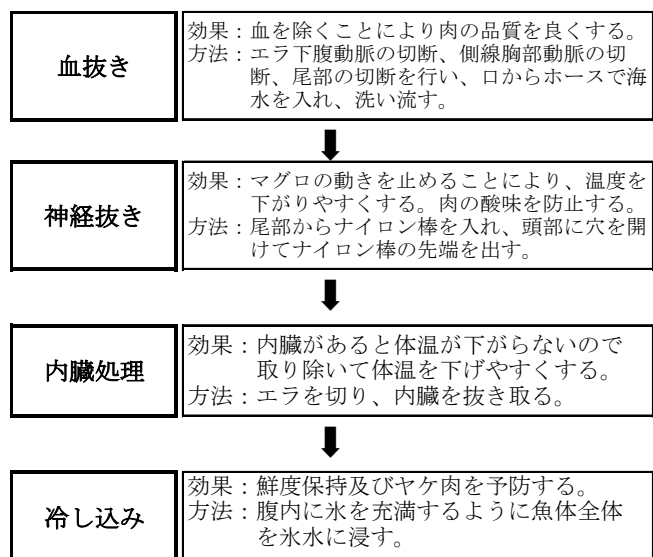 血抜き
効果：血を除くことにより肉の品質を良くする。
方法：エラ下腹動脈の切断、側線胸部動脈の切
断、尾部の切断を行い、口からホースで海
水を入れ、洗い流す。
神経抜き
効果：マグロの動きを止めることにより、温度を
下がりやすくする。肉の酸味を防止する。
方法：尾部からナイロン棒を入れ、頭部に穴を開
けてナイロン棒の先端を出す。
内臓処理
効果：内臓があると体温が下がらないので
取り除いて体温を下げやすくする。
方法：エラを切り、内臓を抜き取る。
冷し込み
効果：鮮度保持及びヤケ肉を予防する。
方法：腹内に氷を充満するように魚体全体
を氷水に浸す。